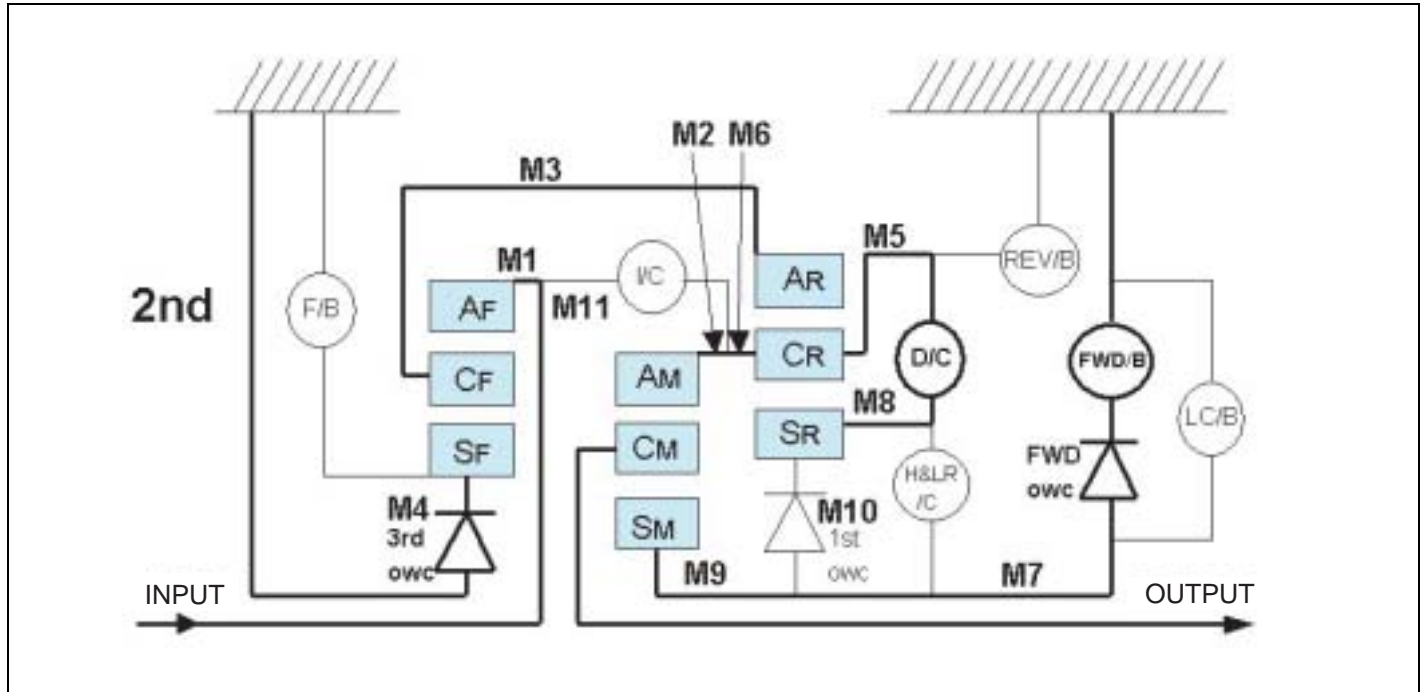 M2 M6
M3
M5
M1
I/C
AR
REV/B
2nd
F/B
AF
M11
CR
D/C
FWD/B
CF
AM
M8
LC/B
SF
CM
SR
FWD
owc
H&LR
/C
M4
3rd
owc
SM
M10
1st
owc
M9
M7
INPUT
OUTPUT